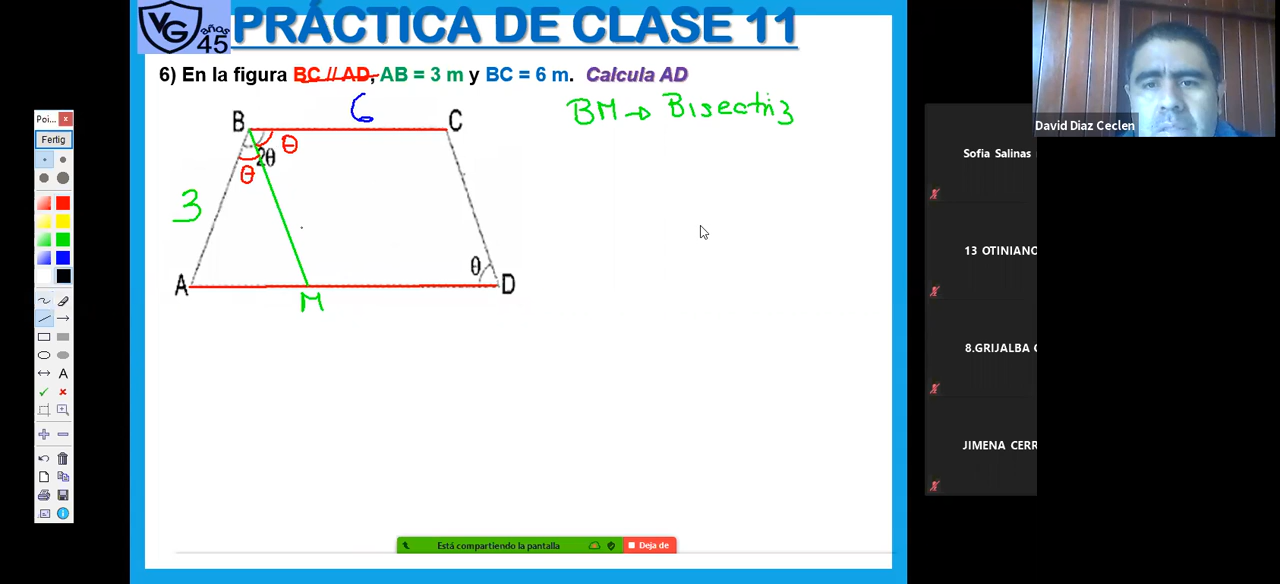 VG
años
45
PRÁCTICA DE CLASE 11
6) En la figura BC // AD, AB = 3 m y BC = 6 m. Calcula AD
BM → Bisectriz
6
B
C
θ
2θ
θ
3
θ
A
D
M
Poi...
Fertig
A
David Diaz Ceclen
Sofia Salinas
13 OTINIANO
8.GRIJALBA
JIMENA CERR
Está compartiendo la pantalla
Deja de